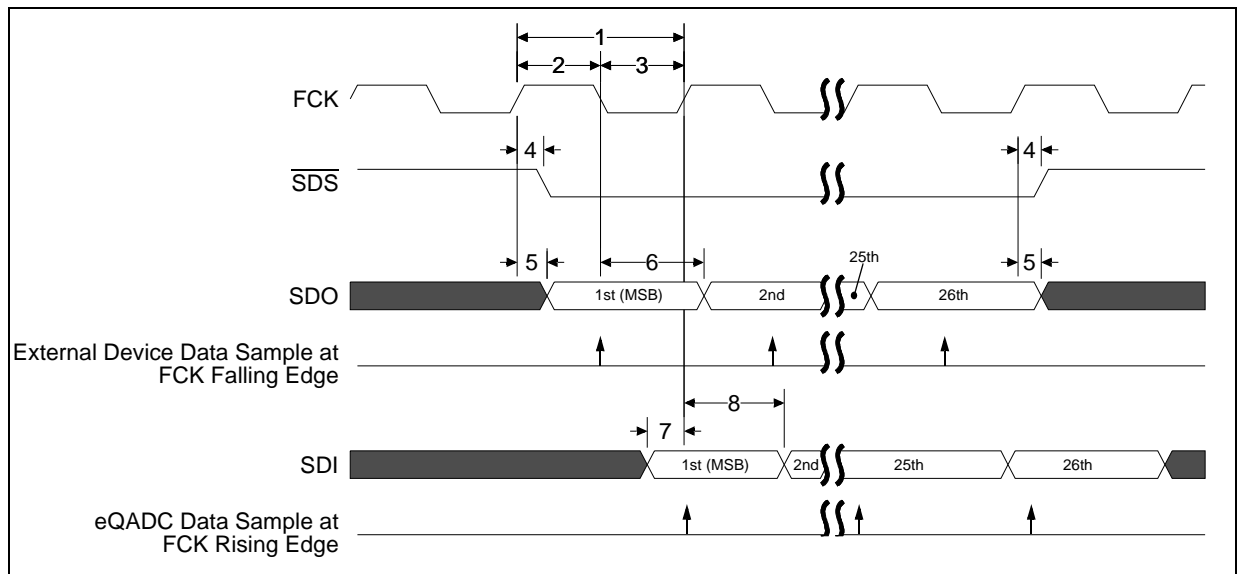 1
2
3
FCK
4
4
SDS
5
6
25th
5
SDO
1st (MSB)
2nd
26th
External Device Data Sample at
FCK Falling Edge
8
7
SDI
1st (MSB)
2nd
25th
26th
eQADC Data Sample at
FCK Rising Edge